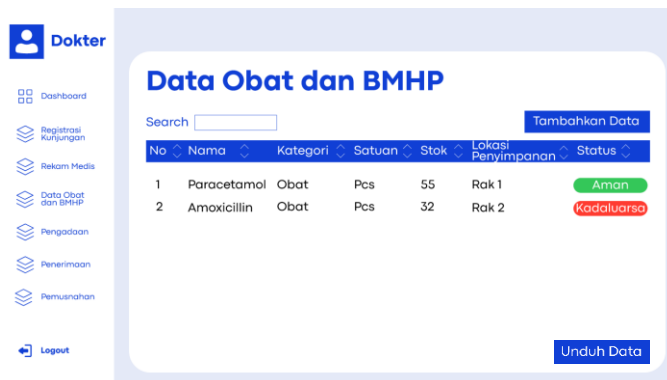 Dokter
Dashboard
Registrasi
Kunjungan
Rekam Medis
Data Obat
dan BMHP
Pengadaan
Penerimaan
Pemusnahan
Logout
Data Obat dan BMHP
Search
Tambahkan Data
No Nama Kategori Satuan Stok Lokasi Penyimpanan Status
1 Paracetamol Obat Pcs 55 Rak 1 Aman
2 Amoxicillin Obat Pcs 32 Rak 2 Kadaluarsa
Unduh Data